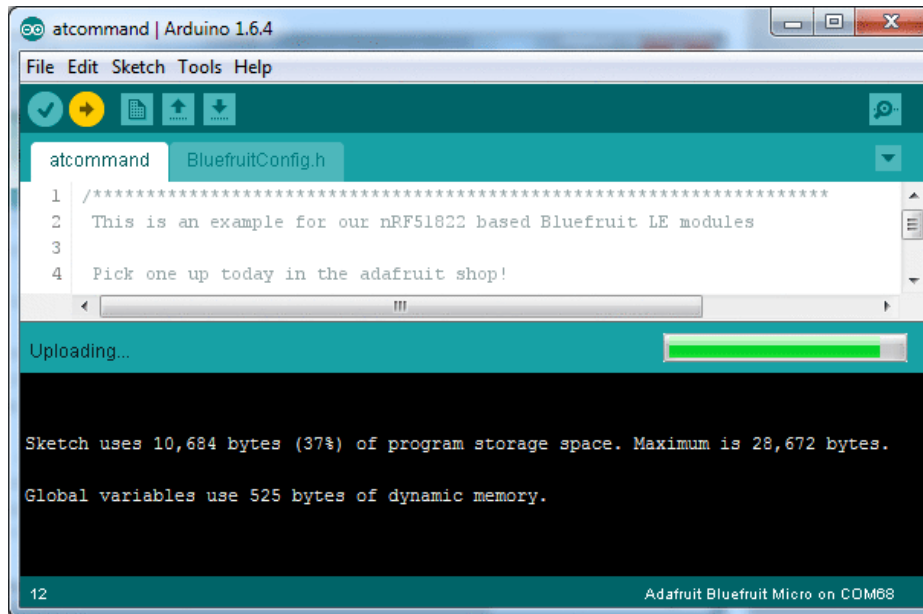 atcommand | Arduino 1.6.4
File Edit Sketch Tools Help
atcommand BluefruitConfig.h
1 /*********************************************************************
2 This is an example for our nRF51822 based Bluefruit LE modules
3
4 Pick one up today in the adafruit shop!
Uploading...
Sketch uses 10,684 bytes (37%) of program storage space. Maximum is 28,672 bytes.
Global variables use 525 bytes of dynamic memory.
12 Adafruit Bluefruit Micro on COM68